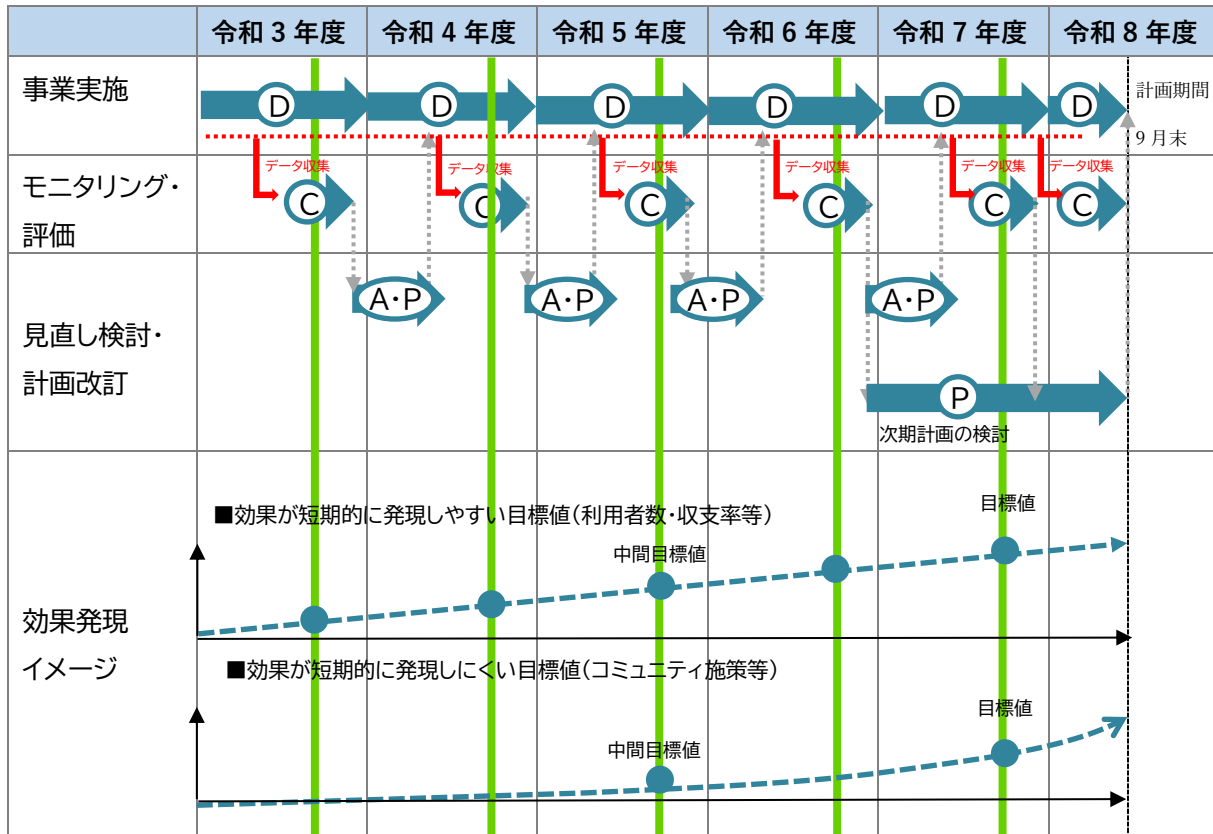 令和 3 年度
令和 4 年度
令和 5 年度
令和 6 年度
令和 7 年度
令和 8 年度
事業実施
D
D
D
D
D
D
計画期間
9 月末
データ収集
データ収集
データ収集
データ収集
データ収集
データ収集
モニタリング・
評価
C
C
C
C
C
C
見直し検討・
計画改訂
A・P
A・P
A・P
A・P
P
次期計画の検討
効果発現
イメージ
■効果が短期的に発現しやすい目標値(利用者数・収支率等)
中間目標値
目標値
■効果が短期的に発現しにくい目標値(コミュニティ施策等)
中間目標値
目標値